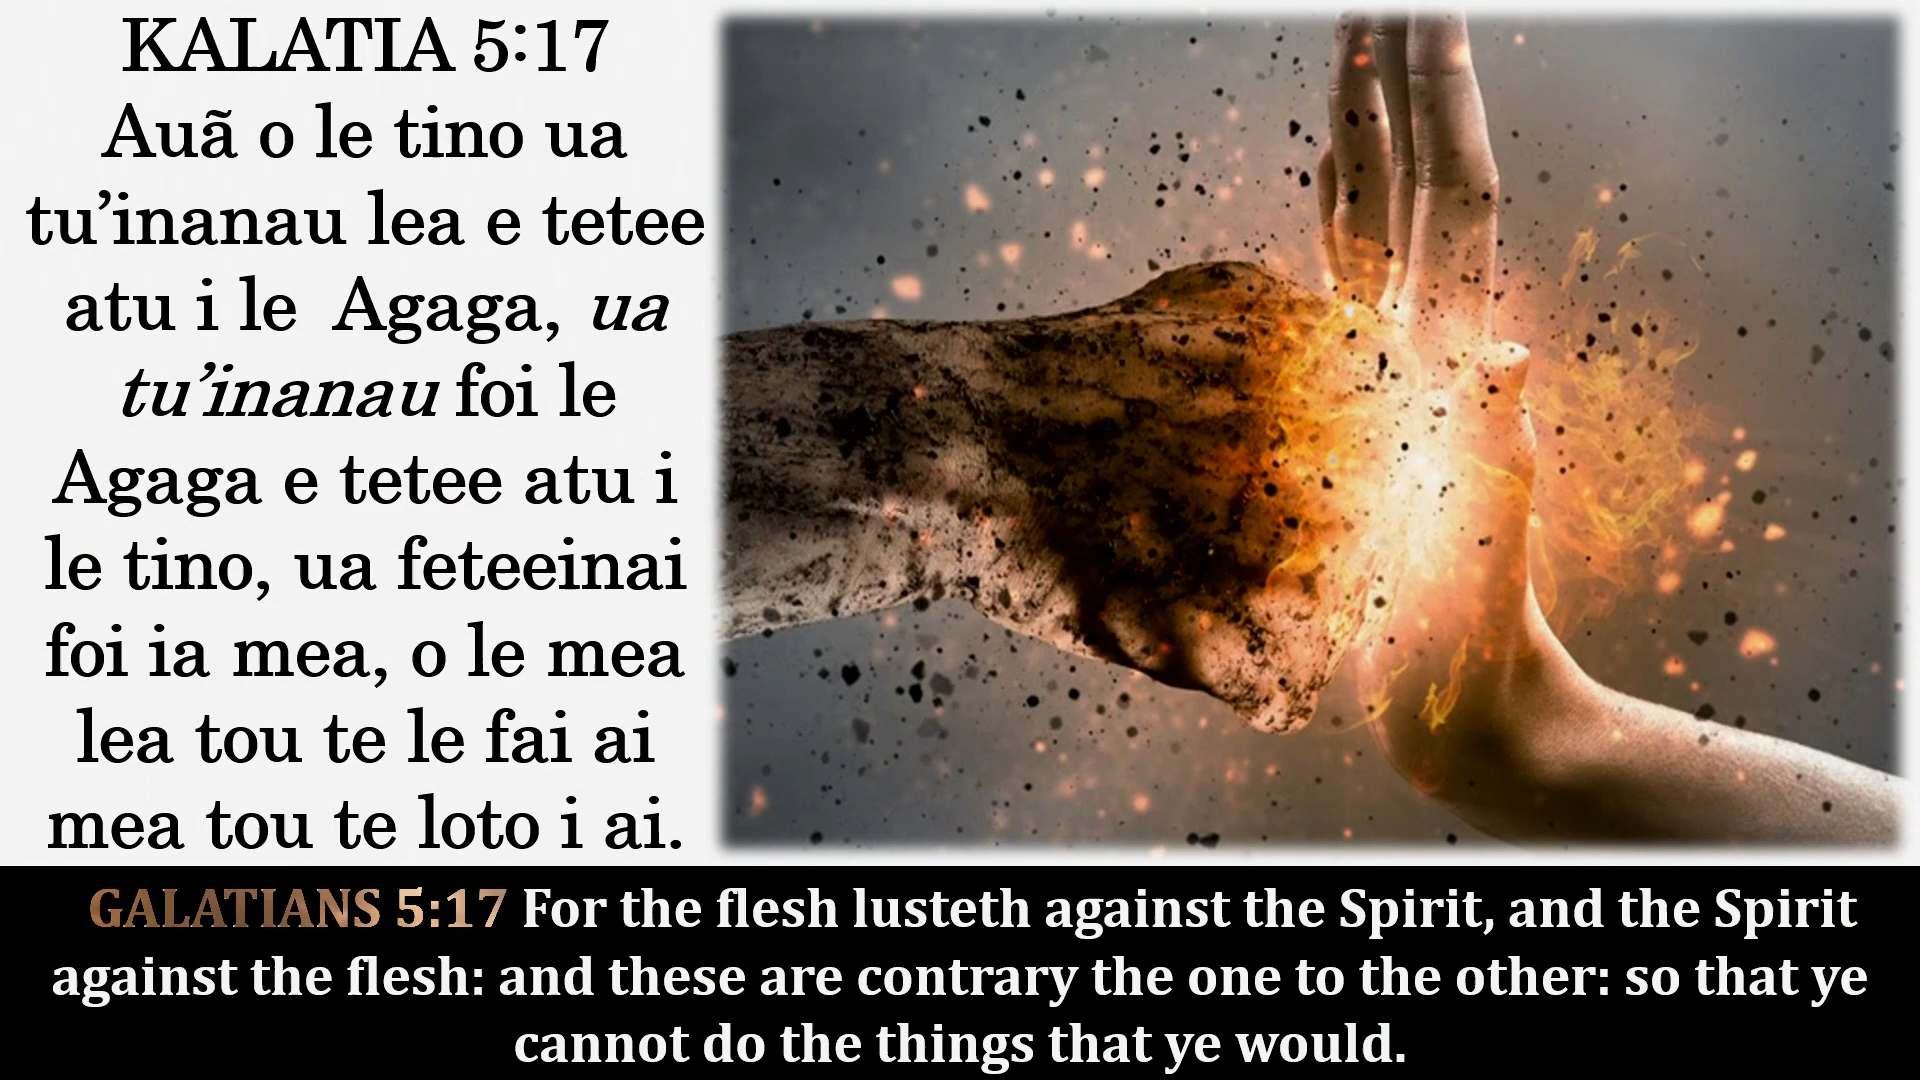 KALATIA 5:17
Auã o le tino ua
tu’inanau lea e tetee
atu i le  Agaga, ua
tu’inanau foi le
Agaga e tetee atu i
le tino, ua feteeinai
foi ia mea, o le mea
lea tou te le fai ai
mea tou te loto i ai.
GALATIANS 5:17 For the flesh lusteth against the Spirit, and the Spirit
against the flesh: and these are contrary the one to the other: so that ye
cannot do the things that ye would.